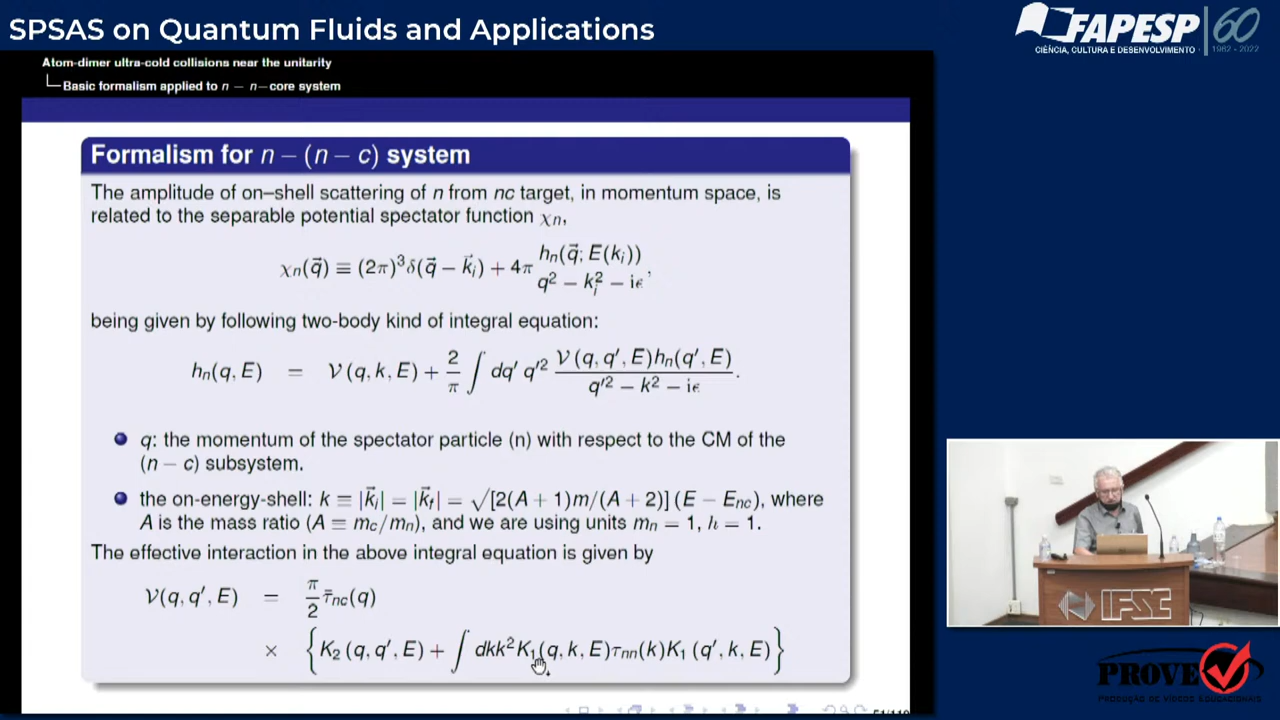 SPSAS on Quantum Fluids and Applications
FAPESP 60
CIÊNCIA, CULTURA E DESENVOLVIMENTO 1962 - 2022
Atom-dimer ultra-cold collisions near the unitarity
Basic formalism applied to n − n−core system
Formalism for n − (n − c) system
The amplitude of on–shell scattering of n from nc target, in momentum space, is
related to the separable potential spectator function χₙ,
χₙ(q⃗) ≡ (2π)³δ(q⃗ − k⃗ᵢ) + 4π hₙ(q⃗; E(kᵢ)) / (q² − kᵢ² − iϵ),
being given by following two-body kind of integral equation:
hₙ(q, E) = 𝒱(q, k, E) + 2/π ∫ dq′ q′² 𝒱(q, q′, E)hₙ(q′, E) / (q′² − k² − iϵ).
q: the momentum of the spectator particle (n) with respect to the CM of the
(n − c) subsystem.
the on-energy-shell: k ≡ |k⃗ᵢ| = |k⃗f| = √[2(A + 1)m/(A + 2)] (E − Enc), where
A is the mass ratio (A = mc/mn), and we are using units mn = 1, ħ = 1.
The effective interaction in the above integral equation is given by
𝒱(q, q′, E) = π/2 τ̄nc(q)
× { K₂ (q, q′, E) + ∫ dkk²K₁(q, k, E)τnn(k)K₁ (q′, k, E) }
IFSC
PROVE
PRODUÇÃO DE VÍDEOS EDUCACIONAIS